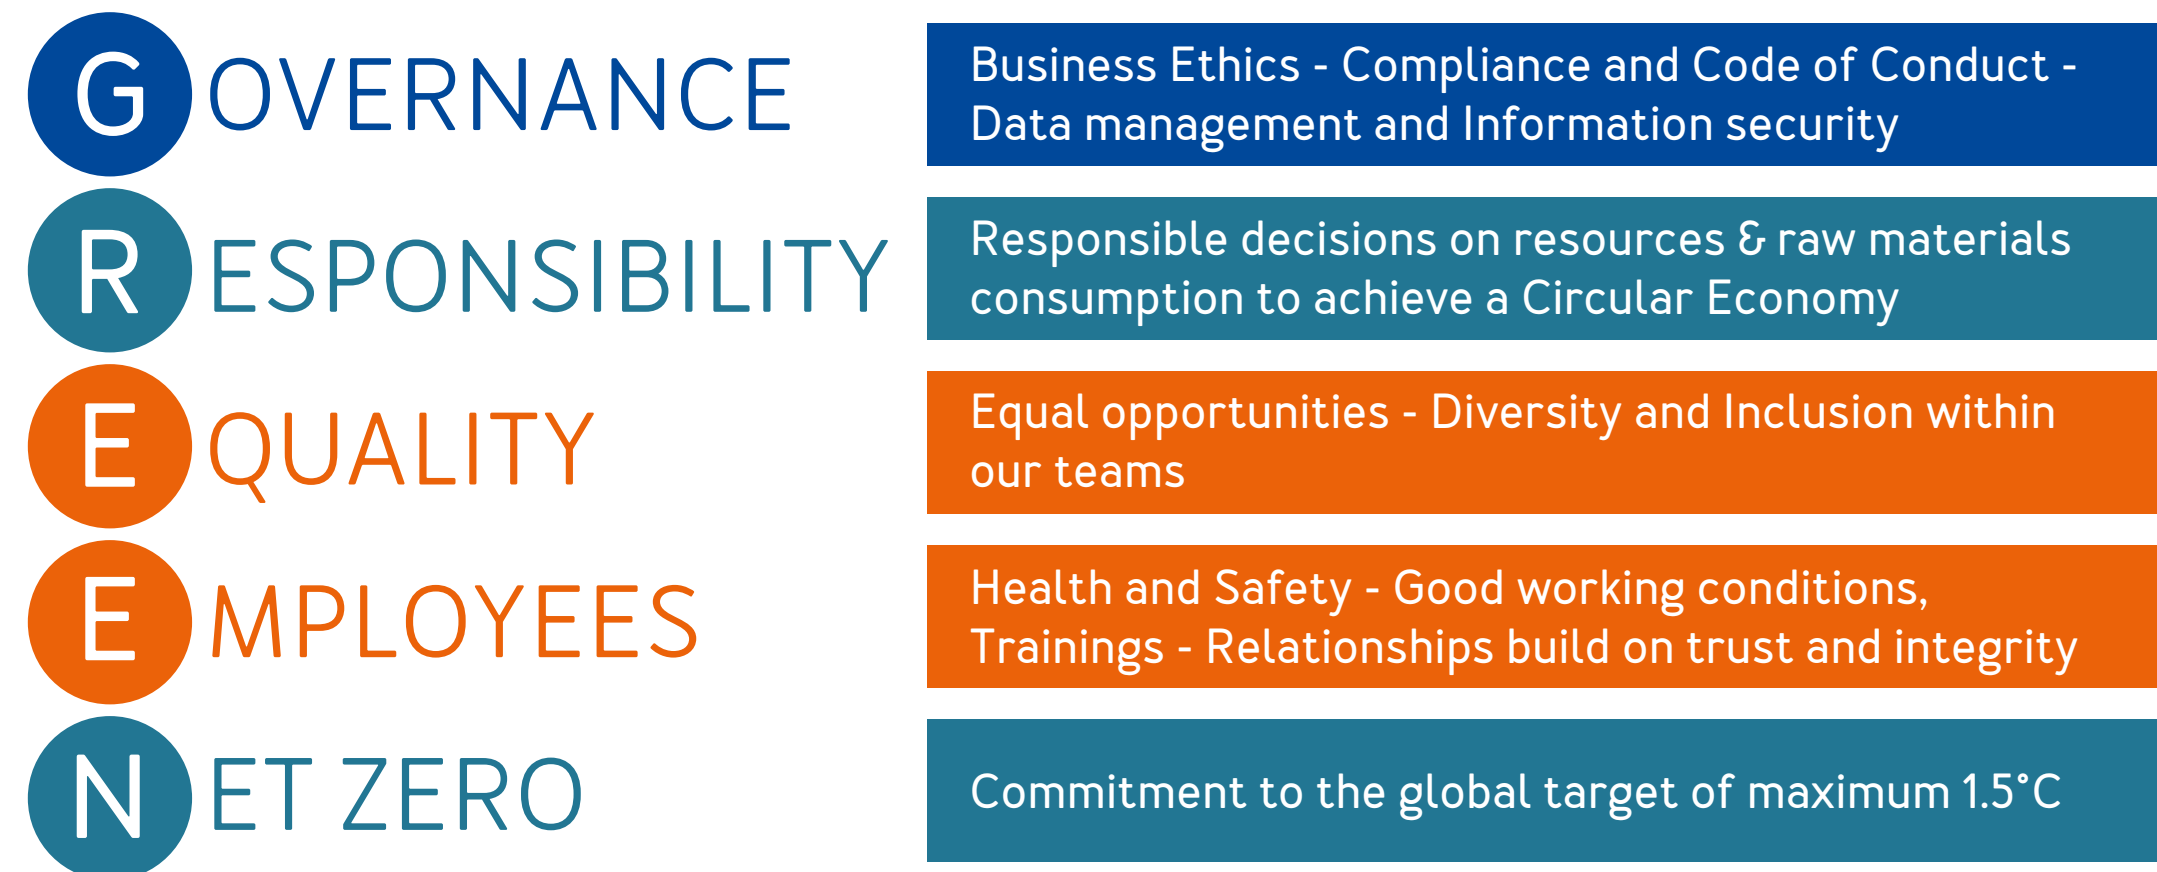 GOVERNANCE
Business Ethics - Compliance and Code of Conduct -
Data management and Information security
RESPONSIBILITY
Responsible decisions on resources & raw materials
consumption to achieve a Circular Economy
EQUALITY
Equal opportunities - Diversity and Inclusion within
our teams
EMPLOYEES
Health and Safety - Good working conditions,
Trainings - Relationships build on trust and integrity
NET ZERO
Commitment to the global target of maximum 1.5°C